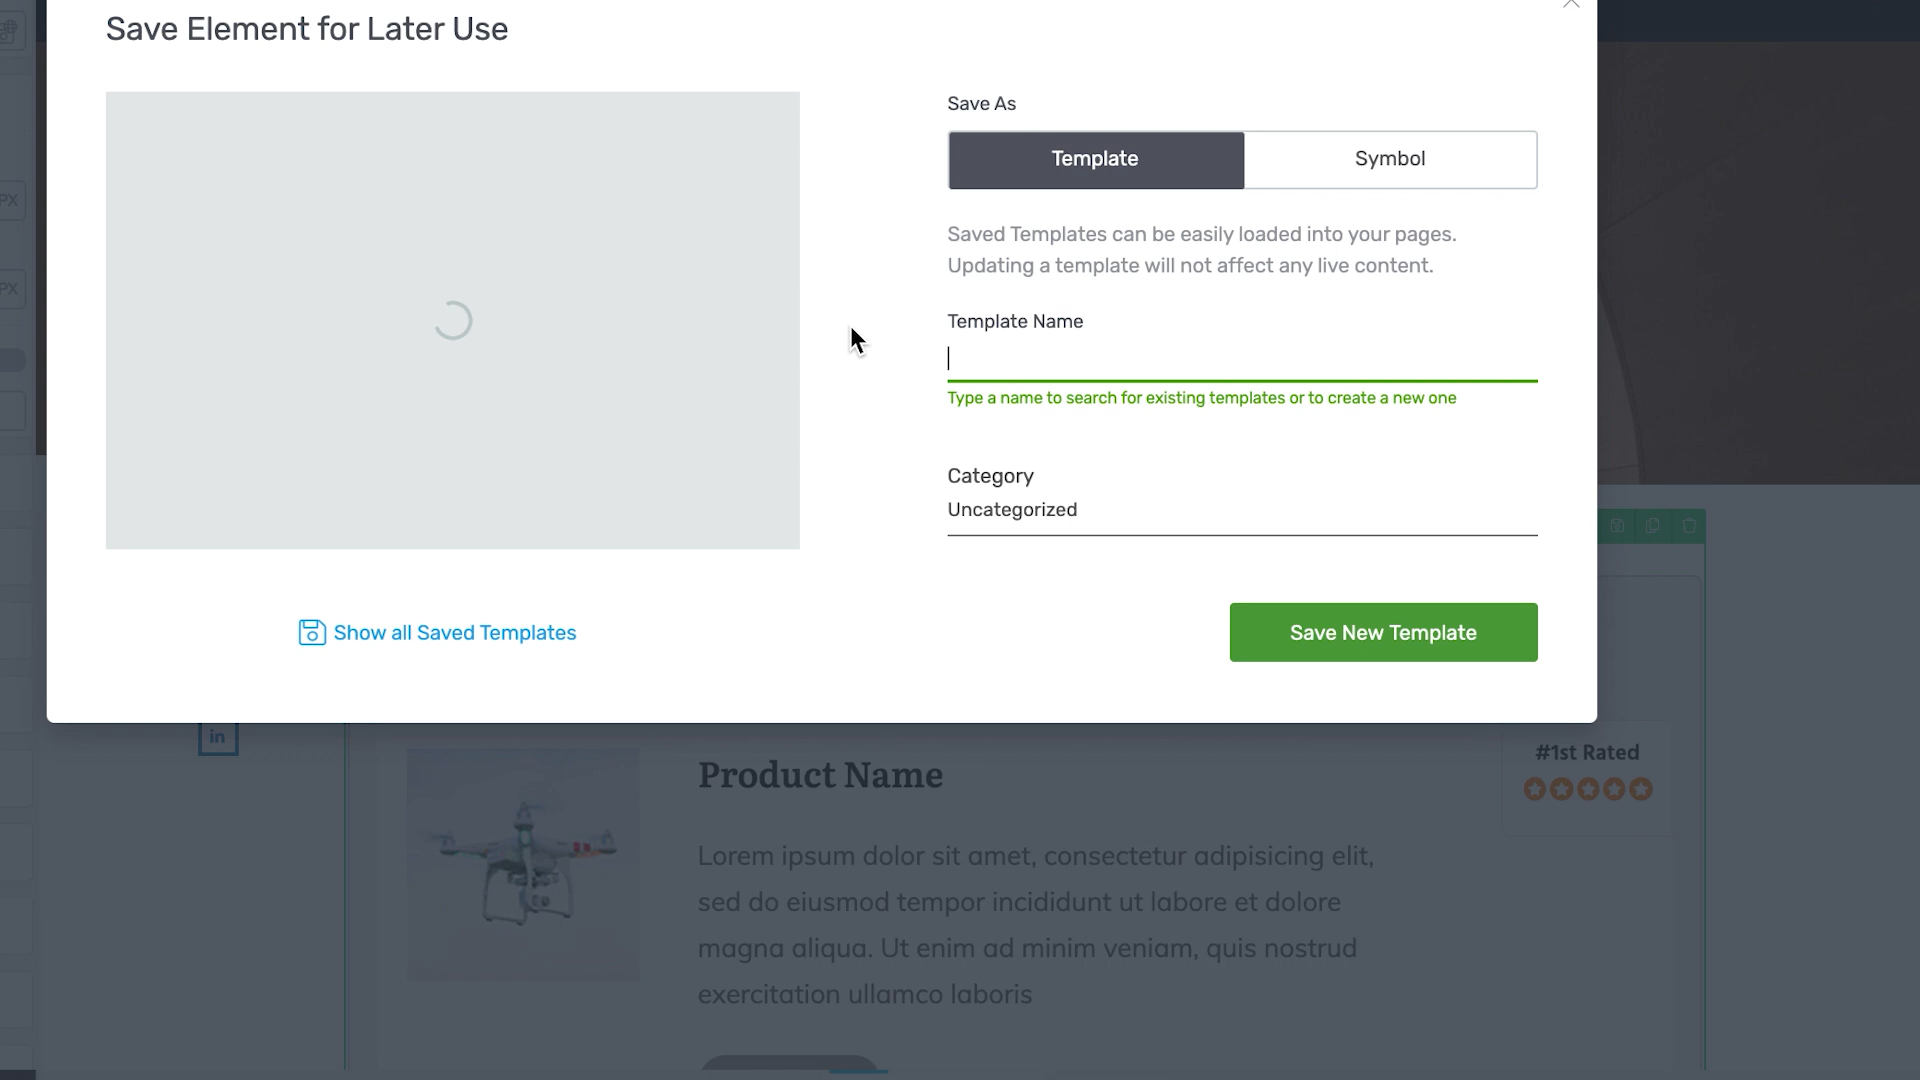 Save Element for Later Use
Save As
Template
Symbol
Saved Templates can be easily loaded into your pages.
Updating a template will not affect any live content.
Template Name
Type a name to search for existing templates or to create a new one
Category
Uncategorized
Show all Saved Templates
Save New Template
PX
PX
in
Product Name
#1st Rated
Lorem ipsum dolor sit amet, consectetur adipisicing elit,
sed do eiusmod tempor incididunt ut labore et dolore
magna aliqua. Ut enim ad minim veniam, quis nostrud
exercitation ullamco laboris